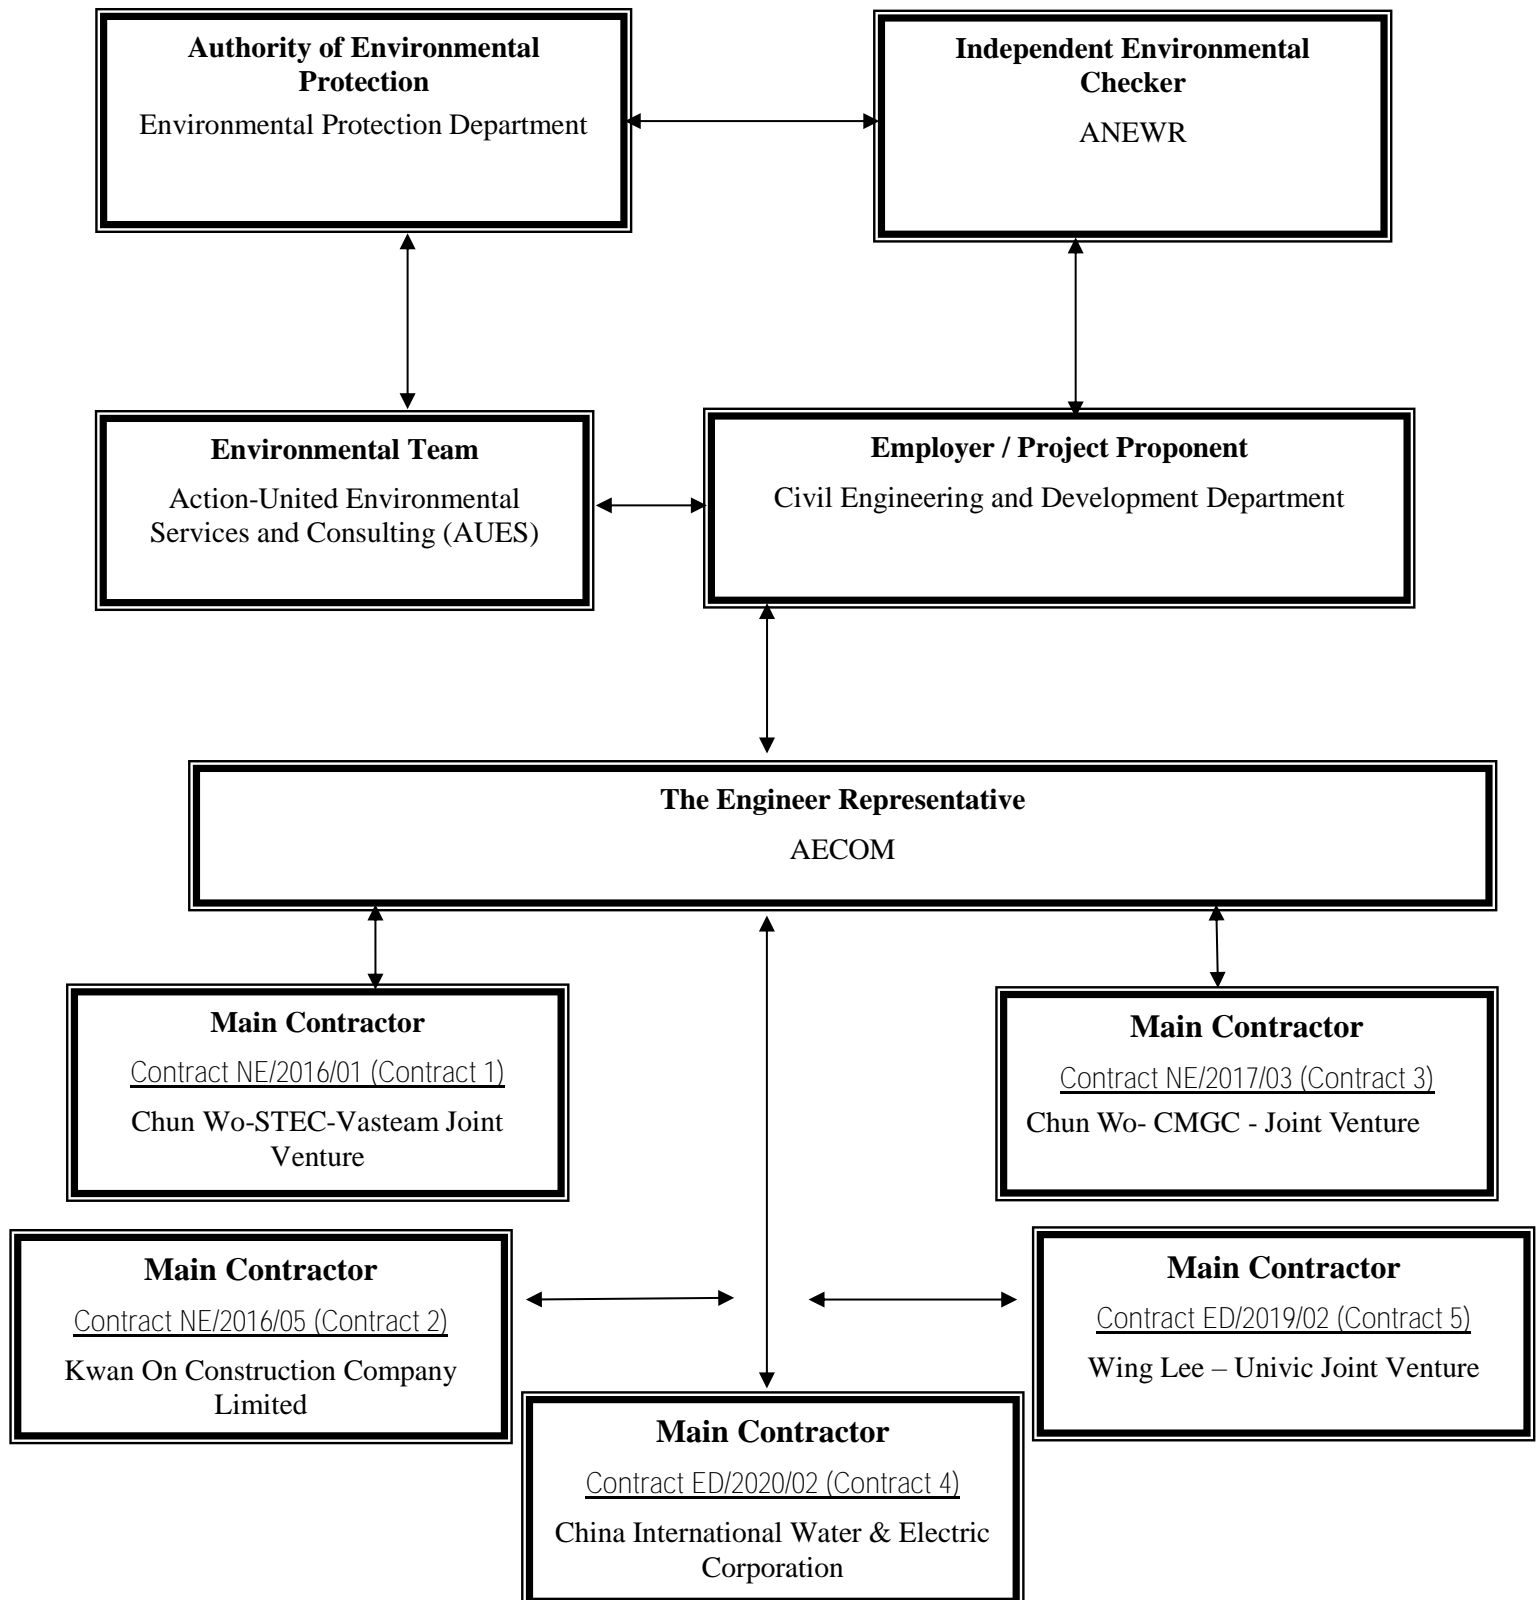 Authority of Environmental
Protection
Environmental Protection Department
Independent Environmental
Checker
ANEWR
Environmental Team
Action-United Environmental
Services and Consulting (AUES)
Employer / Project Proponent
Civil Engineering and Development Department
The Engineer Representative
AECOM
Main Contractor
Contract NE/2016/01 (Contract 1)
Chun Wo-STEC-Vasteam Joint
Venture
Main Contractor
Contract NE/2017/03 (Contract 3)
Chun Wo- CMGC - Joint Venture
Main Contractor
Contract NE/2016/05 (Contract 2)
Kwan On Construction Company
Limited
Main Contractor
Contract ED/2019/02 (Contract 5)
Wing Lee – Univic Joint Venture
Main Contractor
Contract ED/2020/02 (Contract 4)
China International Water & Electric
Corporation